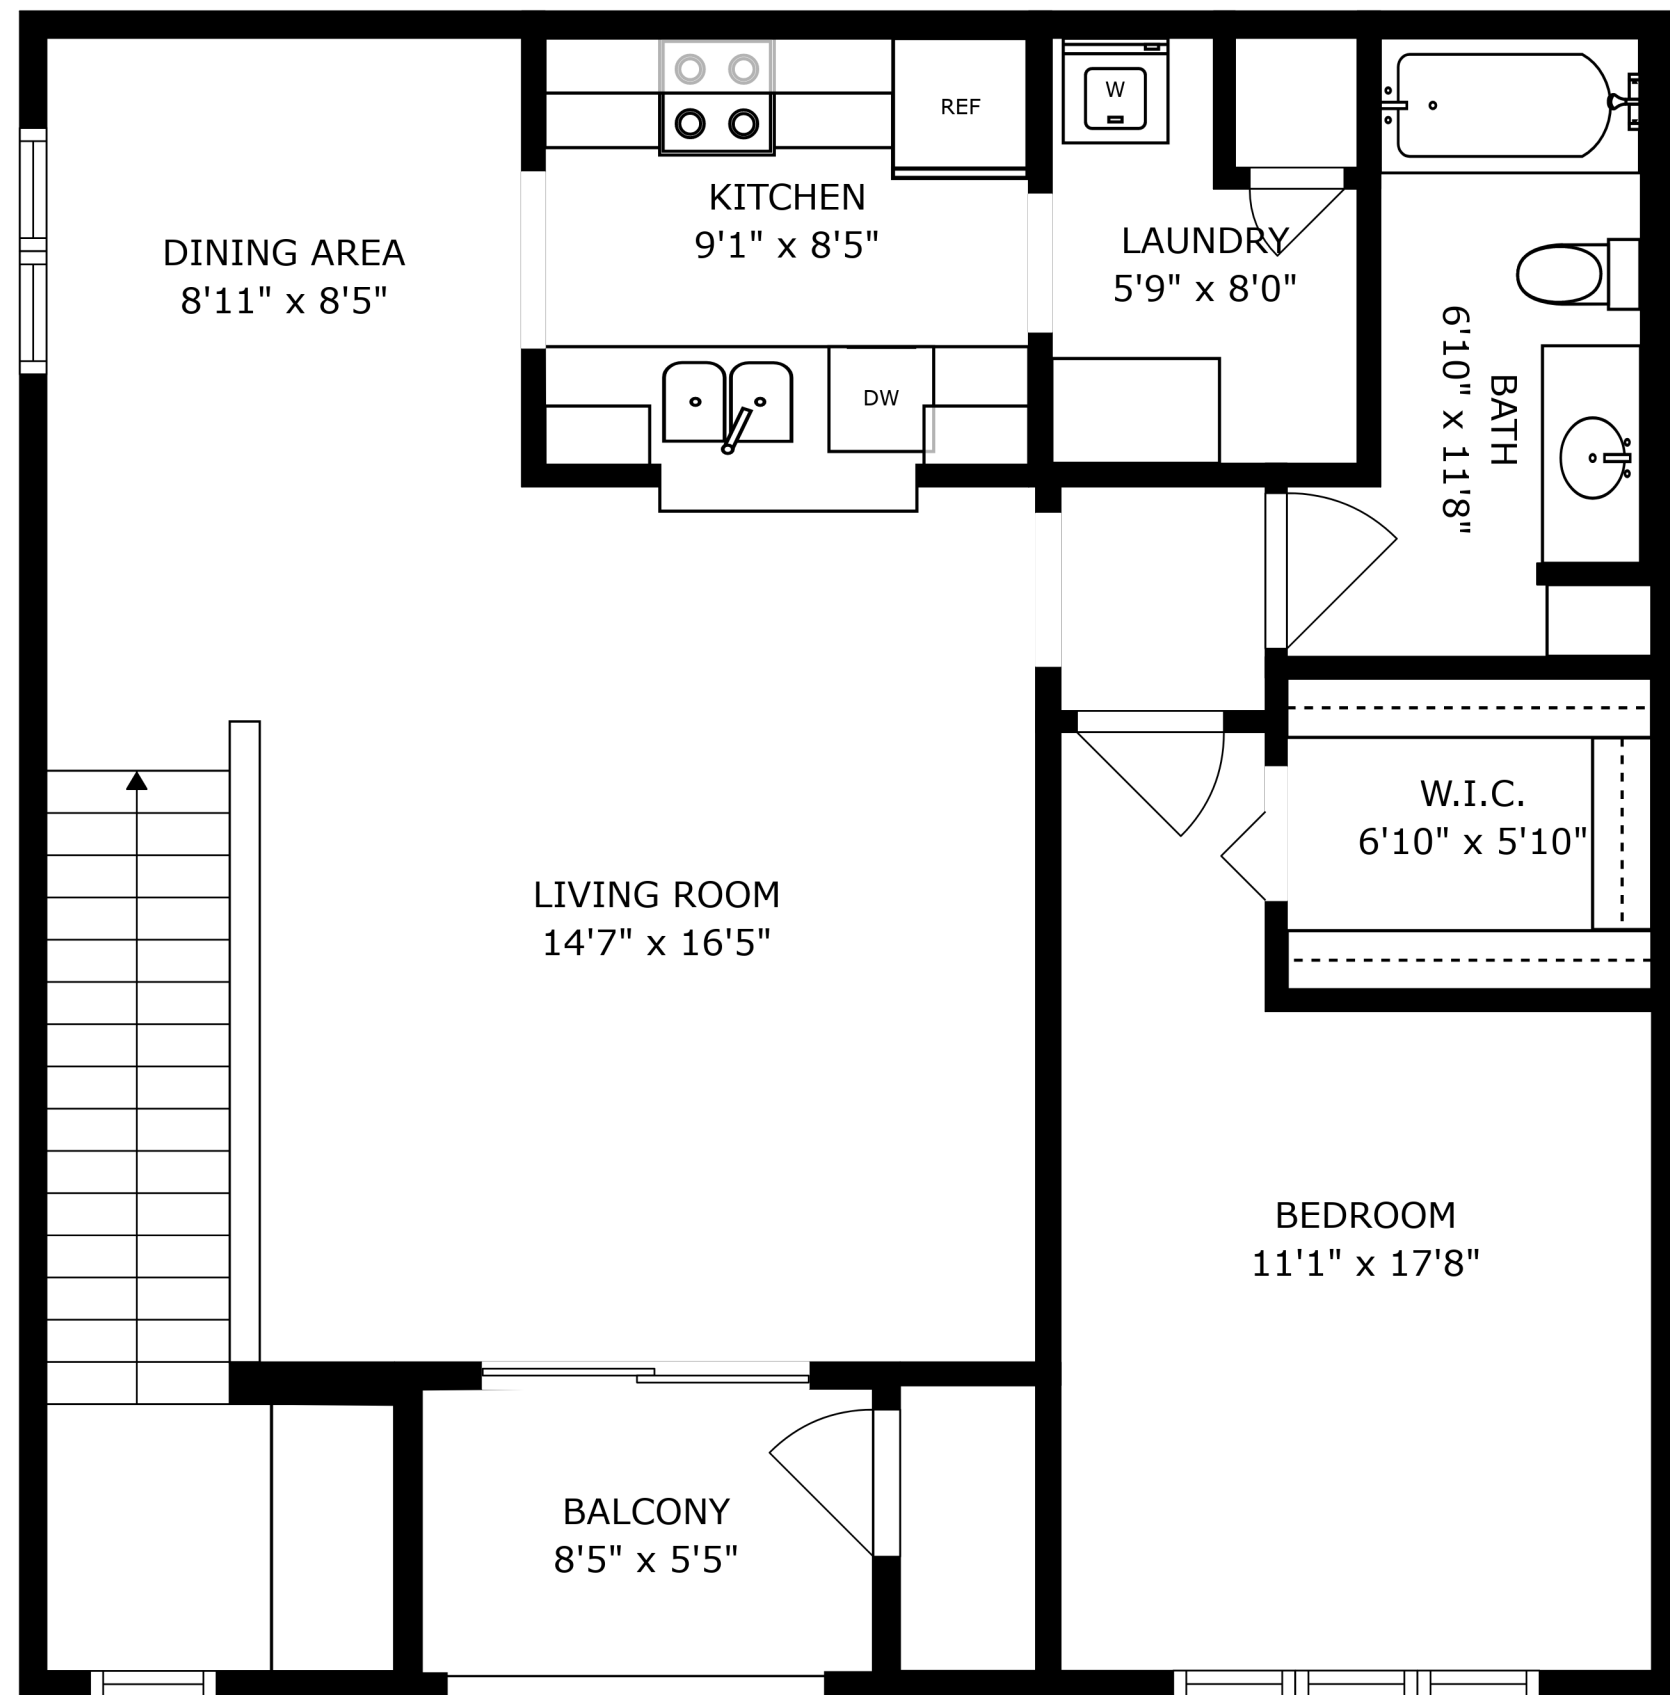 REF
W
KITCHEN
9'1" x 8'5"
DINING AREA
8'11" x 8'5"
LAUNDRY
5'9" x 8'0"
BATH
6'10" x 11'8"
DW
W.I.C.
6'10" x 5'10"
LIVING ROOM
14'7" x 16'5"
BEDROOM
11'1" x 17'8"
BALCONY
8'5" x 5'5"